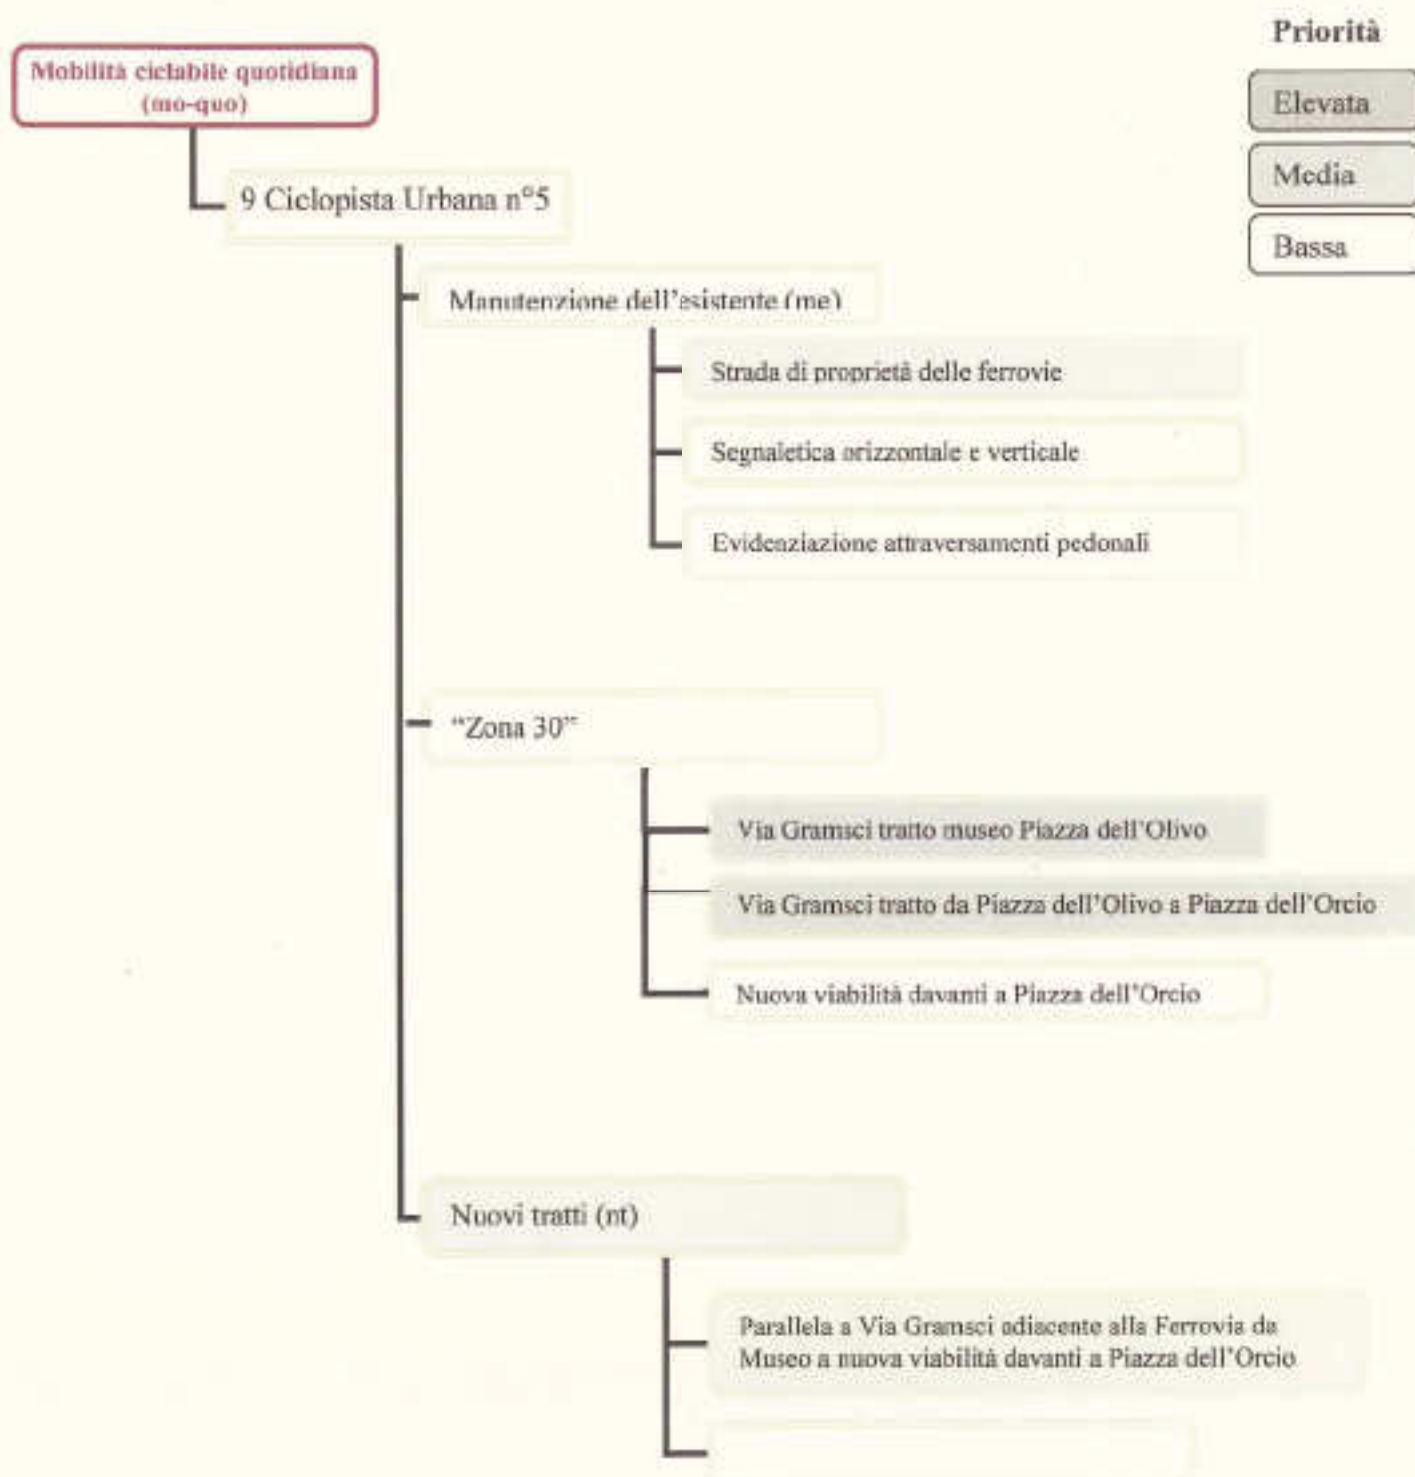 Priorità
Mobilità ciclabile quotidiana
(mo-quo)
Elevata
Media
Bassa
9 Ciclopista Urbana n°5
Manutenzione dell'esistente (me)
Strada di proprietà delle ferrovie
Segnaletica orizzontale e verticale
Evidenziazione attraversamenti pedonali
“Zona 30”
Via Gramsci tratto museo Piazza dell'Olivo
Via Gramsci tratto da Piazza dell'Olivo a Piazza dell'Orcio
Nuova viabilità davanti a Piazza dell'Orcio
Nuovi tratti (nt)
Parallela a Via Gramsci adiacente alla Ferrovia da
Museo a nuova viabilità davanti a Piazza dell'Orcio